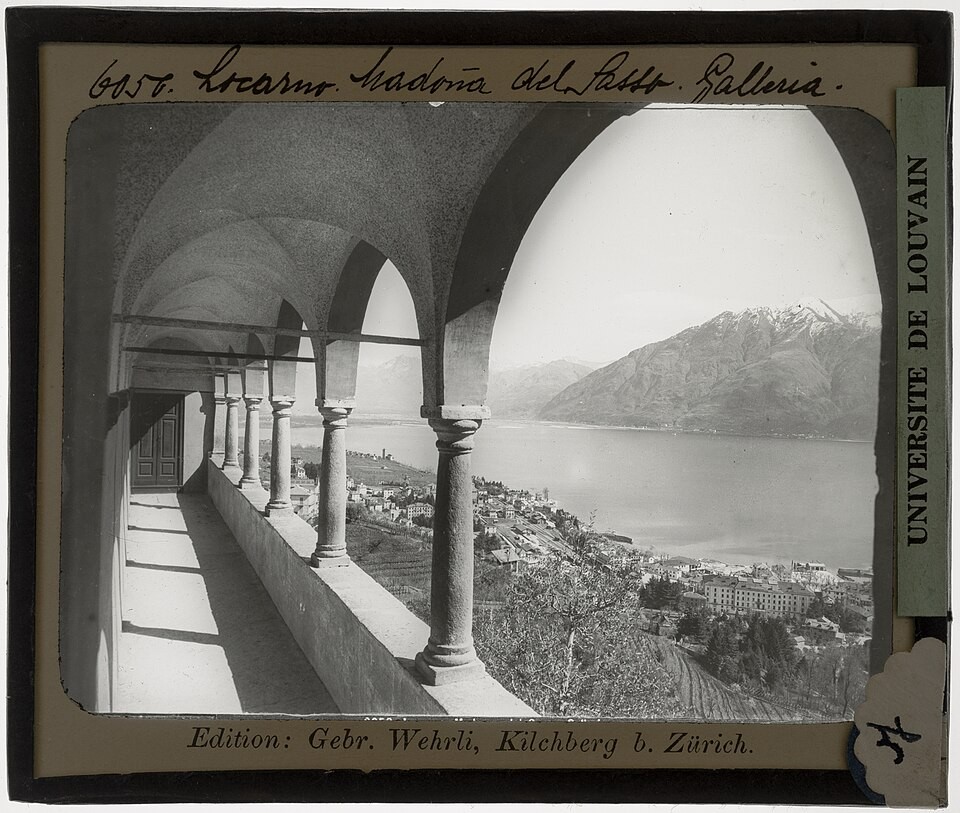 6050. Locarno. Madoña del Sasso. Galleria.
UNIVERSITE DE LOUVAIN
Edition: Gebr. Wehrli, Kilchberg b. Zürich.